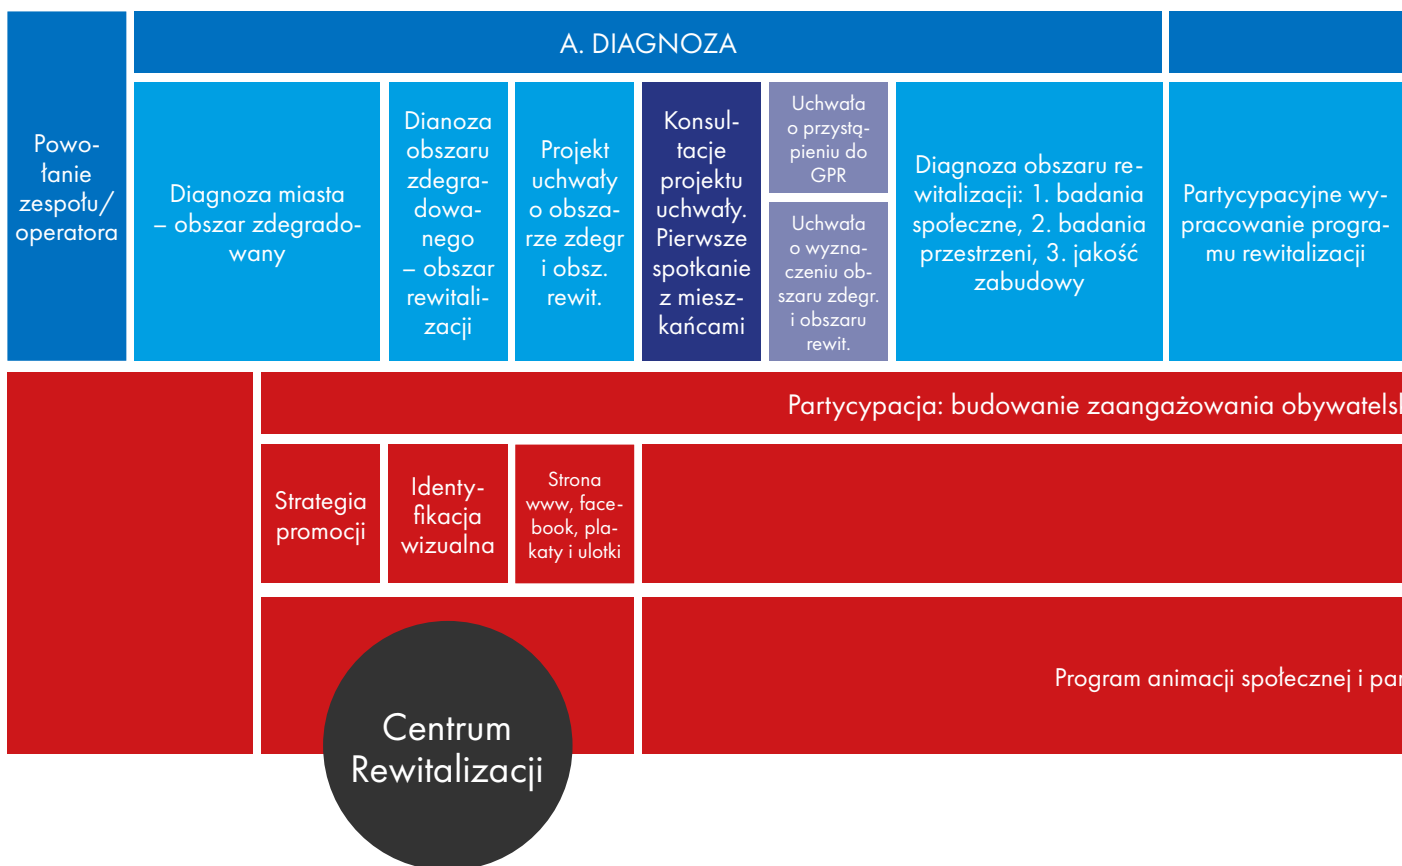 A. DIAGNOZA
Powo-
łanie
zespołu/
operatora
Diagnoza miasta
– obszar zdegrado-
wany
Dianoza
obszaru
zdegra-
dowa-
nego
– obszar
rewitali-
zacji
Projekt
uchwały
o obsza-
rze zdegr
i obsz.
rewit.
Konsul-
tacje
projektu
uchwały.
Pierwsze
spotkanie
z miesz-
kańcami
Uchwała
o przystą-
pieniu do
GPR
Uchwała
o wyzna-
czeniu ob-
szaru zdegr.
i obszaru
rewit.
Diagnoza obszaru re-
witalizacji: 1. badania
społeczne, 2. badania
przestrzeni, 3. jakość
zabudowy
Partycypacyjne wy-
pracowanie progra-
mu rewitalizacji
Partycypacja: budowanie zaangażowania obywatelsk
Strategia
promocji
Identy-
fikacja
wizualna
Strona
www, face-
book, pla-
katy i ulotki
Program animacji społecznej i par
Centrum
Rewitalizacji